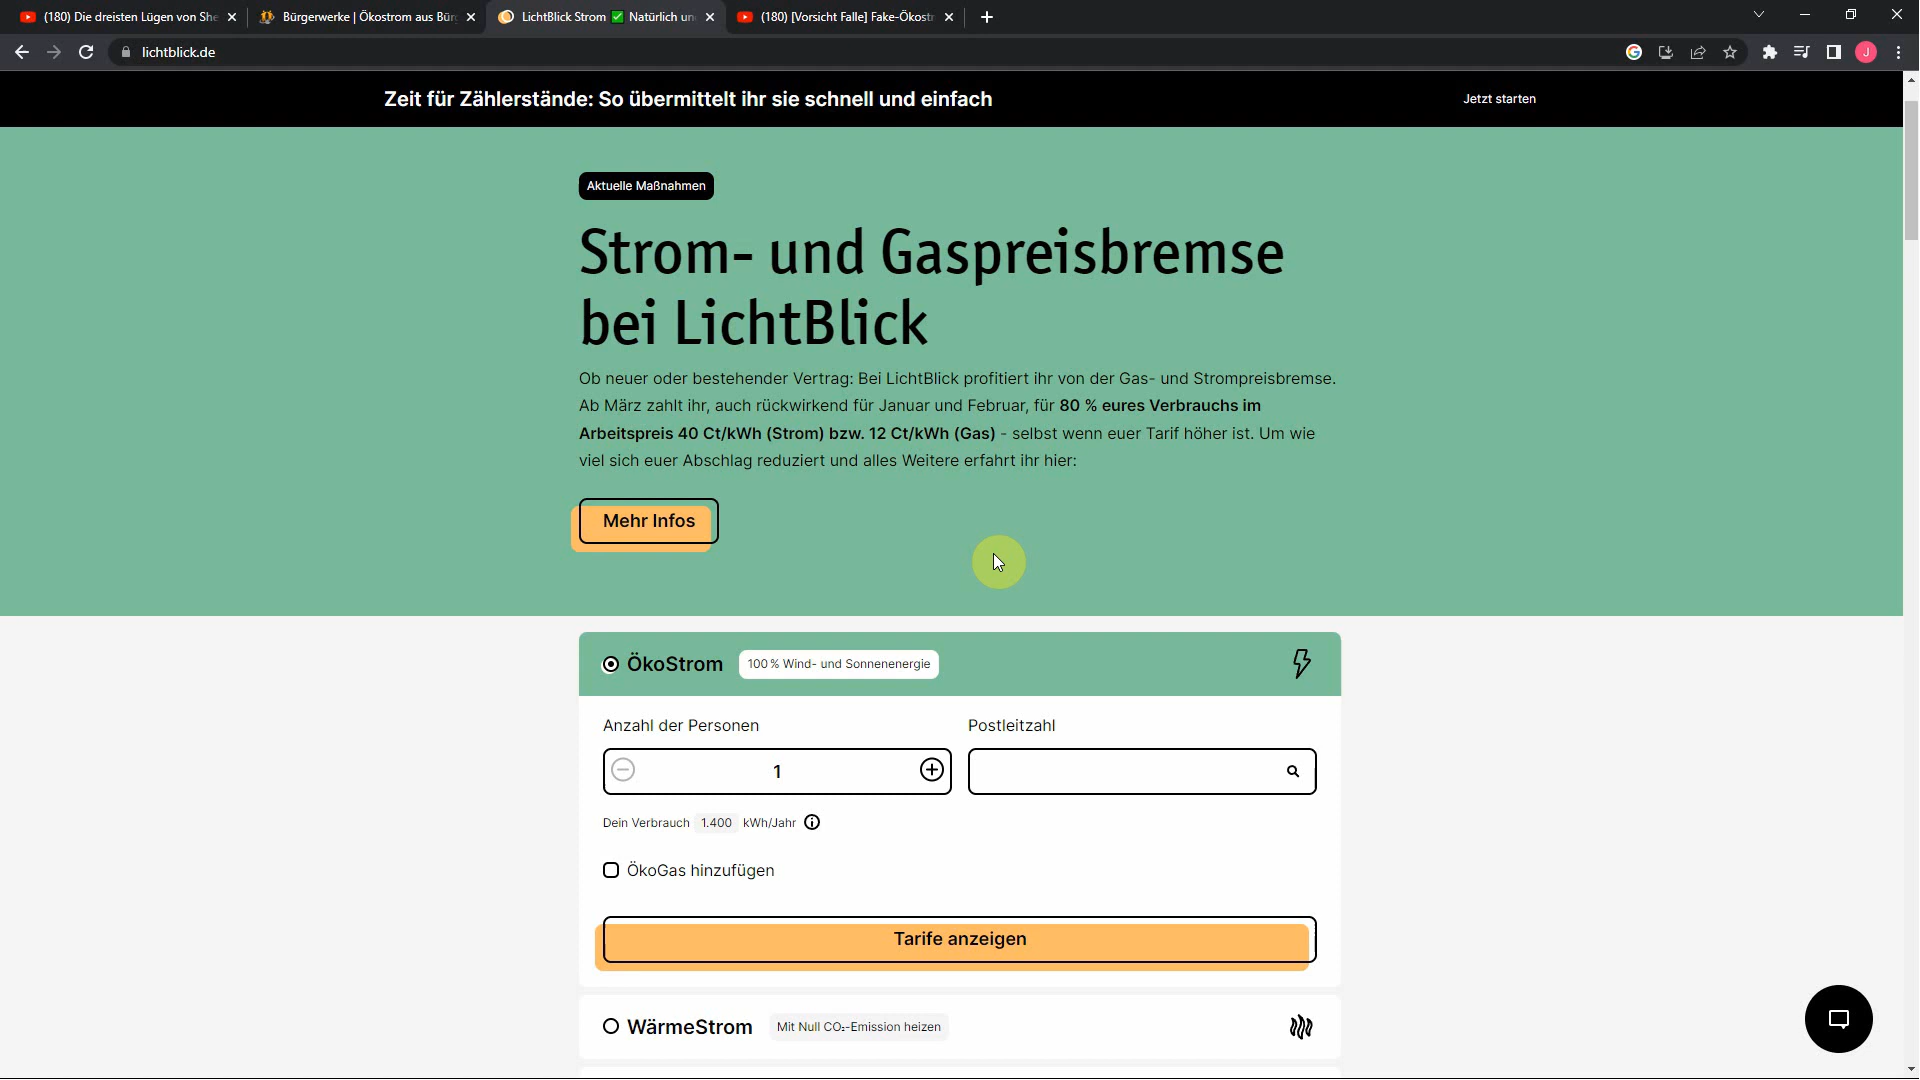 (180) Die dreisten Lügen von She
Bürgerwerke | Ökostrom aus Bür
LichtBlick Strom ✅ Natürlich un
(180) [Vorsicht Falle] Fake-Ökostr
lichtblick.de
J
Zeit für Zählerstände: So übermittelt ihr sie schnell und einfach
Jetzt starten
Aktuelle Maßnahmen
Strom- und Gaspreisbremse
bei LichtBlick
Ob neuer oder bestehender Vertrag: Bei LichtBlick profitiert ihr von der Gas- und Strompreisbremse.
Ab März zahlt ihr, auch rückwirkend für Januar und Februar, für 80 % eures Verbrauchs im
Arbeitspreis 40 Ct/kWh (Strom) bzw. 12 Ct/kWh (Gas) - selbst wenn euer Tarif höher ist. Um wie
viel sich euer Abschlag reduziert und alles Weitere erfahrt ihr hier:
Mehr Infos
ÖkoStrom
100 % Wind- und Sonnenenergie
Anzahl der Personen
Postleitzahl
1
Dein Verbrauch 1.400 kWh/Jahr
ÖkoGas hinzufügen
Tarife anzeigen
WärmeStrom
Mit Null CO₂-Emission heizen